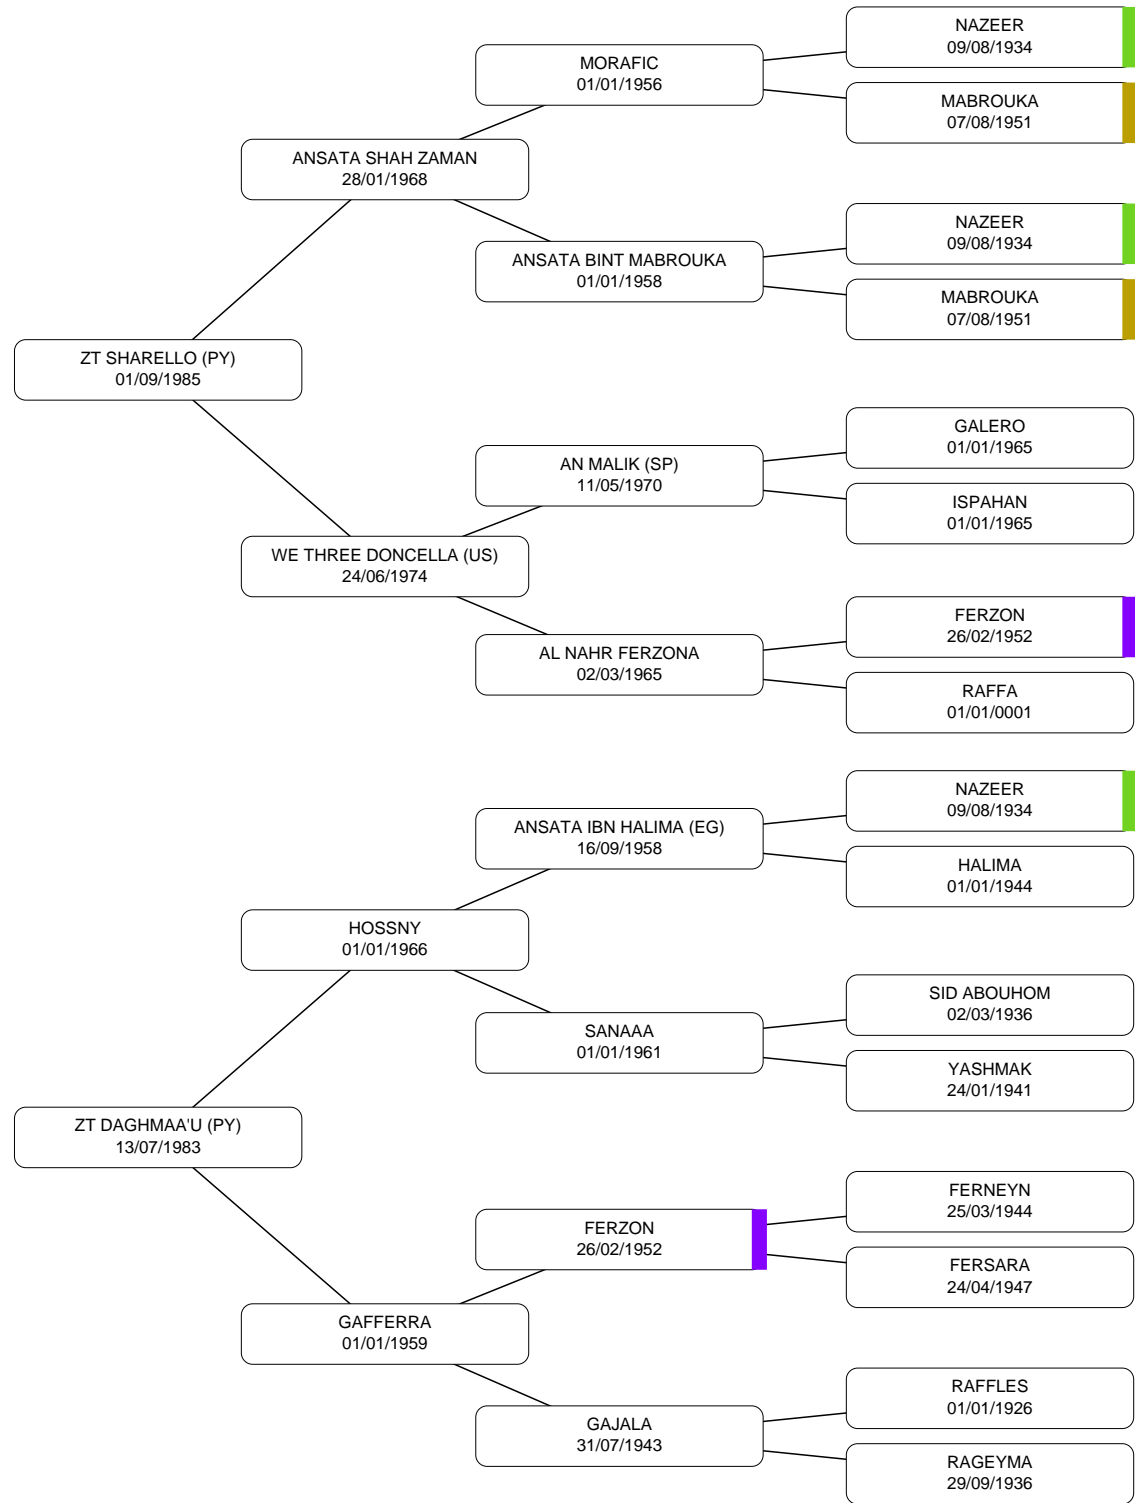 NAZEER
09/08/1934
MORAFIC
01/01/1956
MABROUKA
07/08/1951
ANSATA SHAH ZAMAN
28/01/1968
NAZEER
09/08/1934
ANSATA BINT MABROUKA
01/01/1958
MABROUKA
07/08/1951
ZT SHARELLO (PY)
01/09/1985
GALERO
01/01/1965
AN MALIK (SP)
11/05/1970
ISPAHAN
01/01/1965
WE THREE DONCELLA (US)
24/06/1974
FERZON
26/02/1952
AL NAHR FERZONA
02/03/1965
RAFFA
01/01/0001
NAZEER
09/08/1934
ANSATA IBN HALIMA (EG)
16/09/1958
HALIMA
01/01/1944
HOSSNY
01/01/1966
SID ABOUHOM
02/03/1936
SANAAA
01/01/1961
YASHMAK
24/01/1941
ZT DAGHMAA'U (PY)
13/07/1983
FERNEYN
25/03/1944
FERZON
26/02/1952
FERSARA
24/04/1947
GAFFERRA
01/01/1959
RAFFLES
01/01/1926
GAJALA
31/07/1943
RAGEYMA
29/09/1936